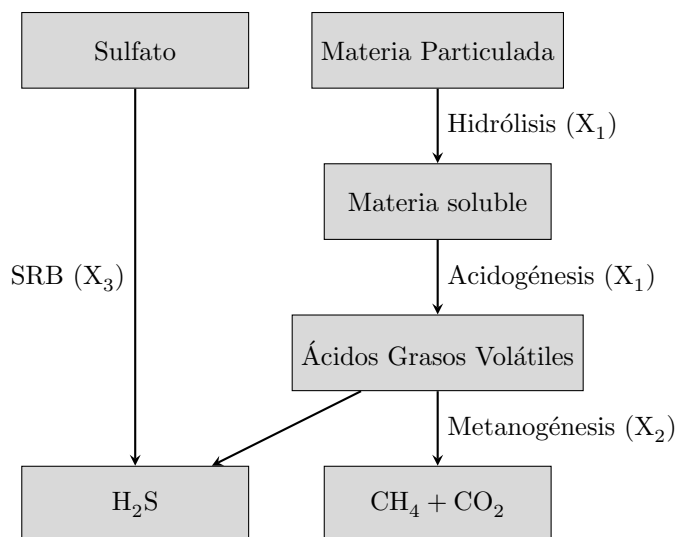 Sulfato
Materia Particulada
Hidrólisis (X₁)
Materia soluble
SRB (X₃)
Acidogénesis (X₁)
Ácidos Grasos Volátiles
Metanogénesis (X₂)
H₂S
CH₄ + CO₂